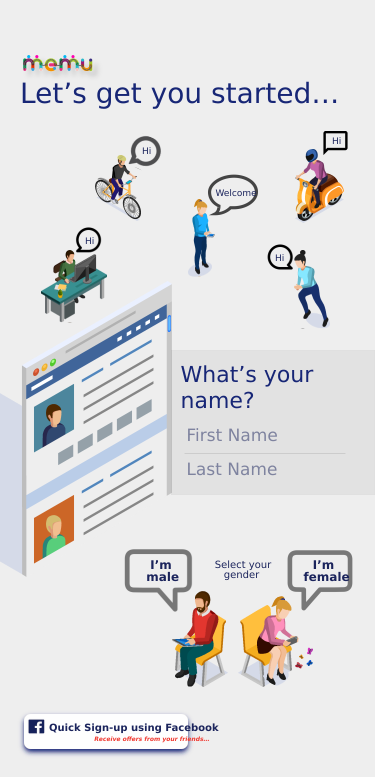 memu
Let’s get you started...
Hi
Hi
Welcome
Hi
Hi
What’s your
name?
First Name
Last Name
I’m
male
Select your
gender
I’m
female
Quick Sign-up using Facebook
Receive offers from your friends...